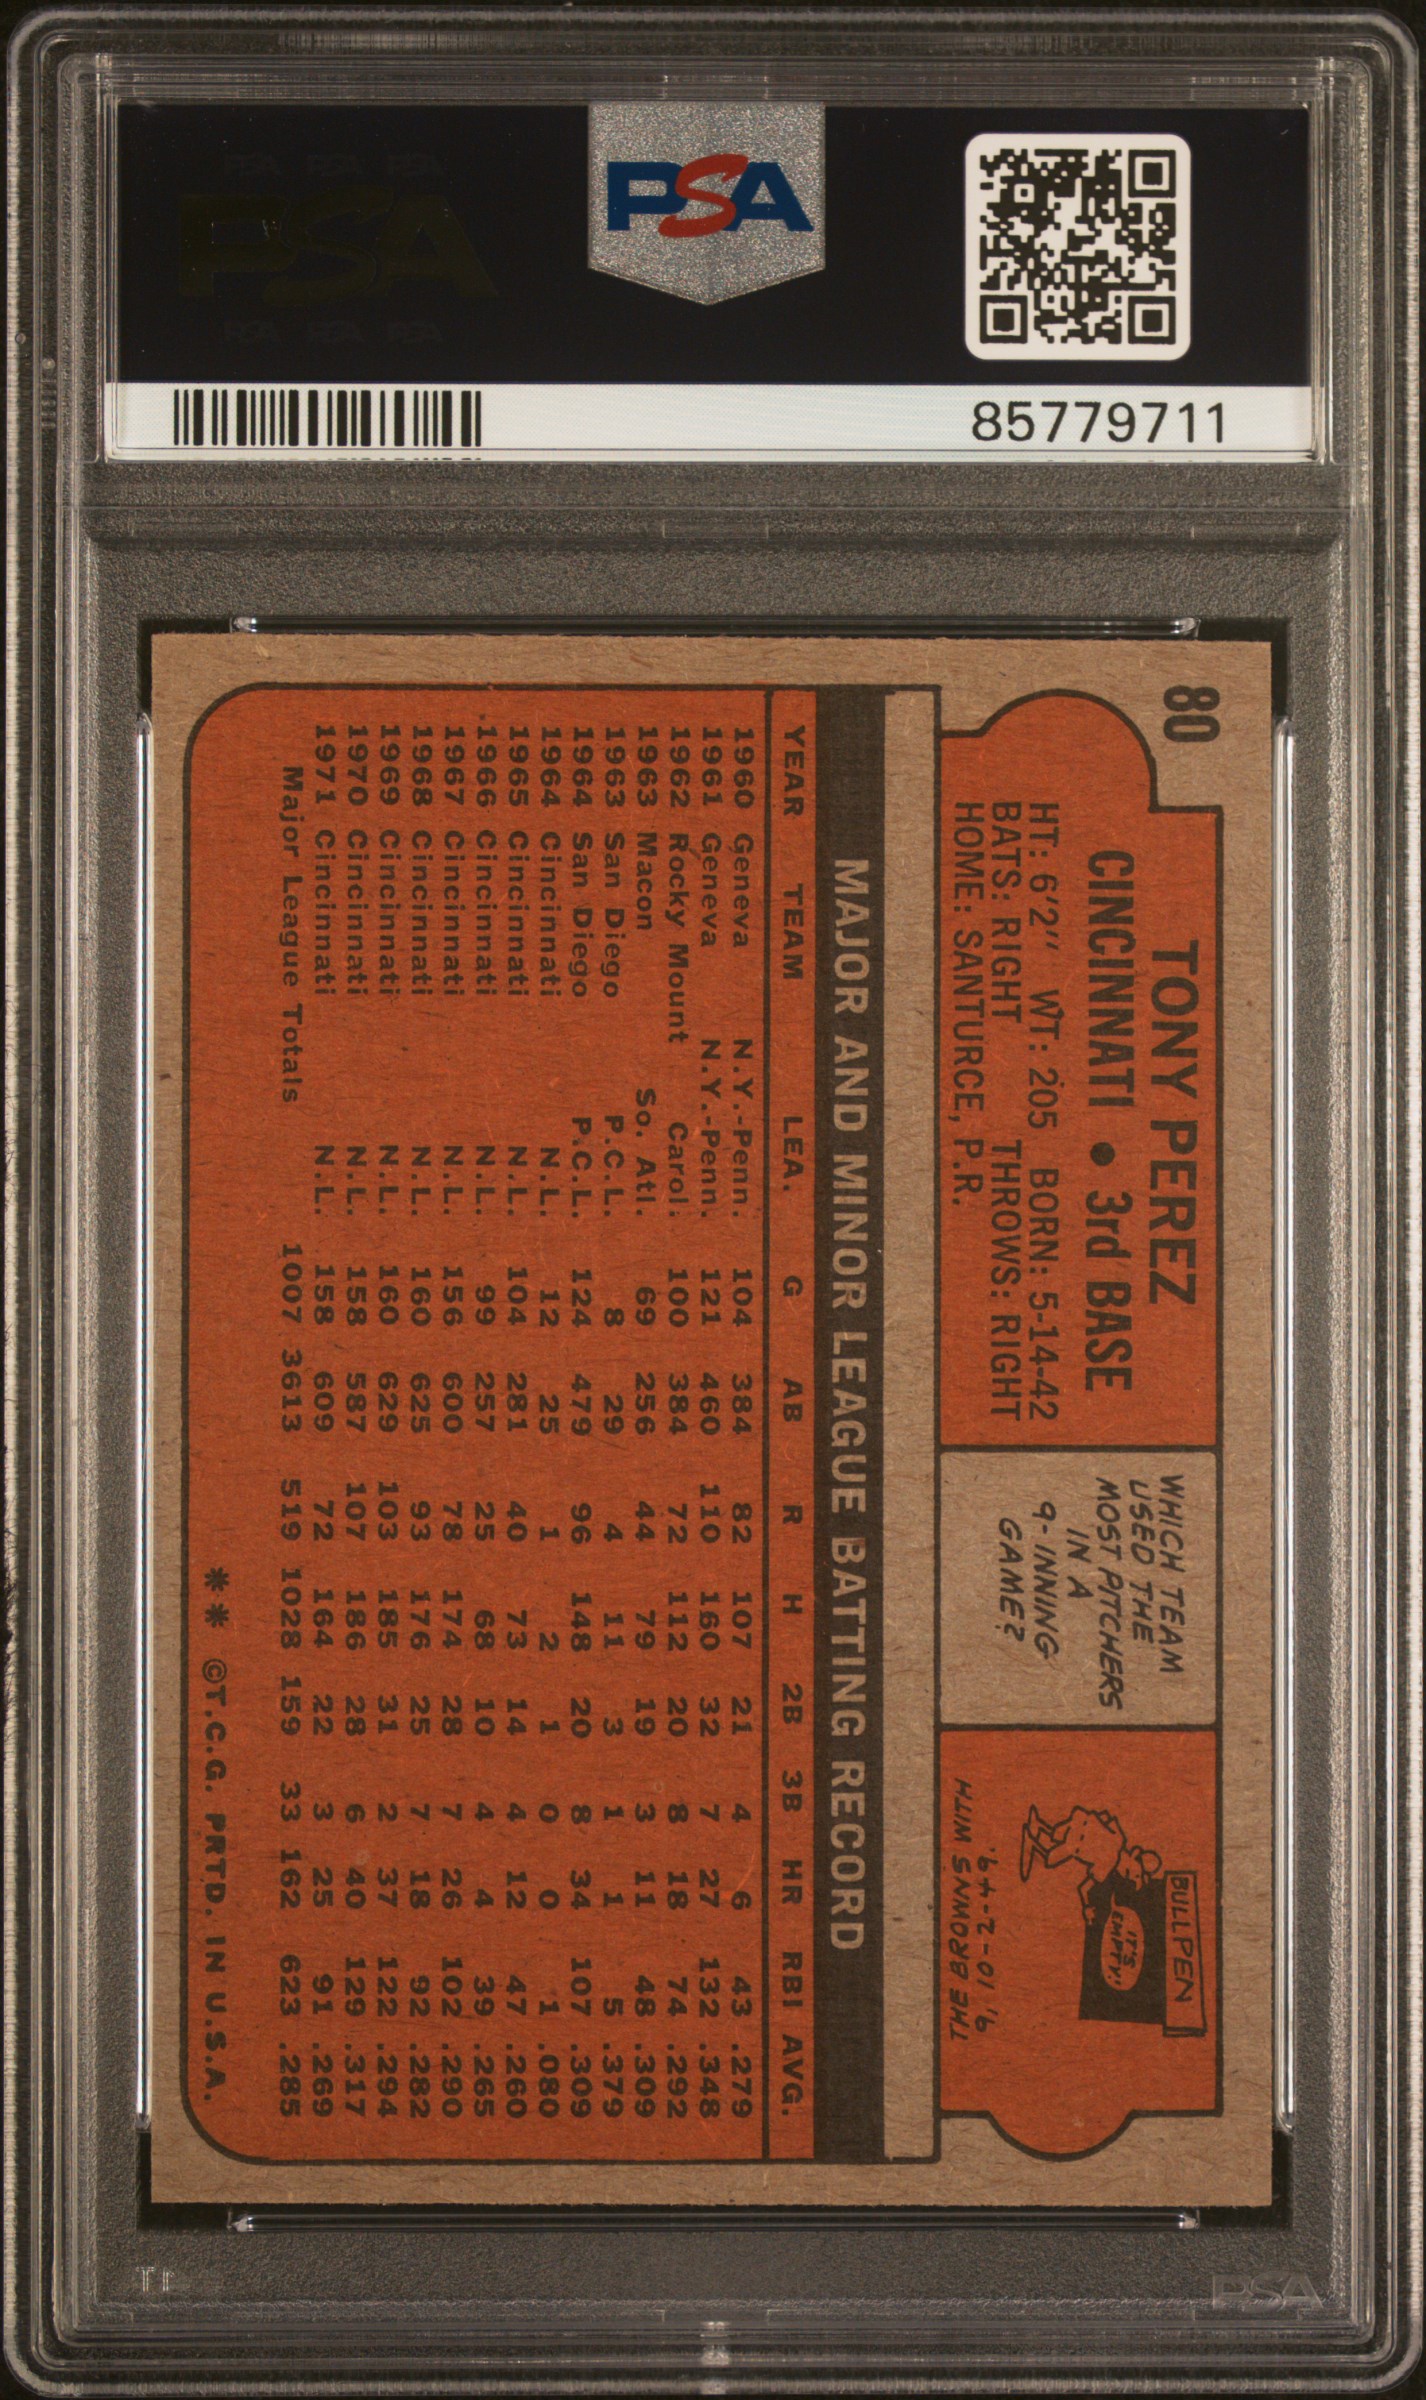 PSA
85779711
80
TONY PEREZ
CINCINNATI • 3rd BASE
HT: 6'2" WT: 205 BORN: 5-14-42
BATS: RIGHT THROWS: RIGHT
HOME: SANTURCE, P.R.
WHICH TEAM
USED THE
MOST PITCHERS
IN A
9-INNING
GAME?
BULLPEN
IT'S
EMPTY!
THE BROWNS WITH
9, 10-2-49.
MAJOR AND MINOR LEAGUE BATTING RECORD
YEAR TEAM LEA. G AB R H 2B 3B HR RBI AVG.
1960 Geneva N.Y.-Penn. 104 384 82 107 21 4 6 43 .279
1961 Geneva N.Y.-Penn. 121 460 110 160 32 7 27 132 .348
1962 Rocky Mount Carol. 100 384 72 112 20 8 18 74 .292
1963 Macon So. Atl. 69 256 44 79 19 3 11 48 .309
1963 San Diego P.C.L. 8 29 4 11 3 1 1 5 .379
1964 San Diego P.C.L. 124 479 96 148 20 8 34 107 .309
1964 Cincinnati N.L. 12 25 1 2 1 0 0 1 .080
1965 Cincinnati N.L. 104 281 40 73 14 4 12 47 .260
1966 Cincinnati N.L. 99 257 25 68 10 4 4 39 .265
1967 Cincinnati N.L. 156 600 78 174 28 7 26 102 .290
1968 Cincinnati N.L. 160 625 93 176 25 7 18 92 .282
1969 Cincinnati N.L. 160 629 103 185 31 2 37 122 .294
1970 Cincinnati N.L. 158 587 107 186 28 6 40 129 .317
1971 Cincinnati N.L. 158 609 72 164 22 3 25 91 .269
Major League Totals 1007 3613 519 1028 159 33 162 623 .285
** ©T.C.G. PRTD. IN U.S.A.
PSA